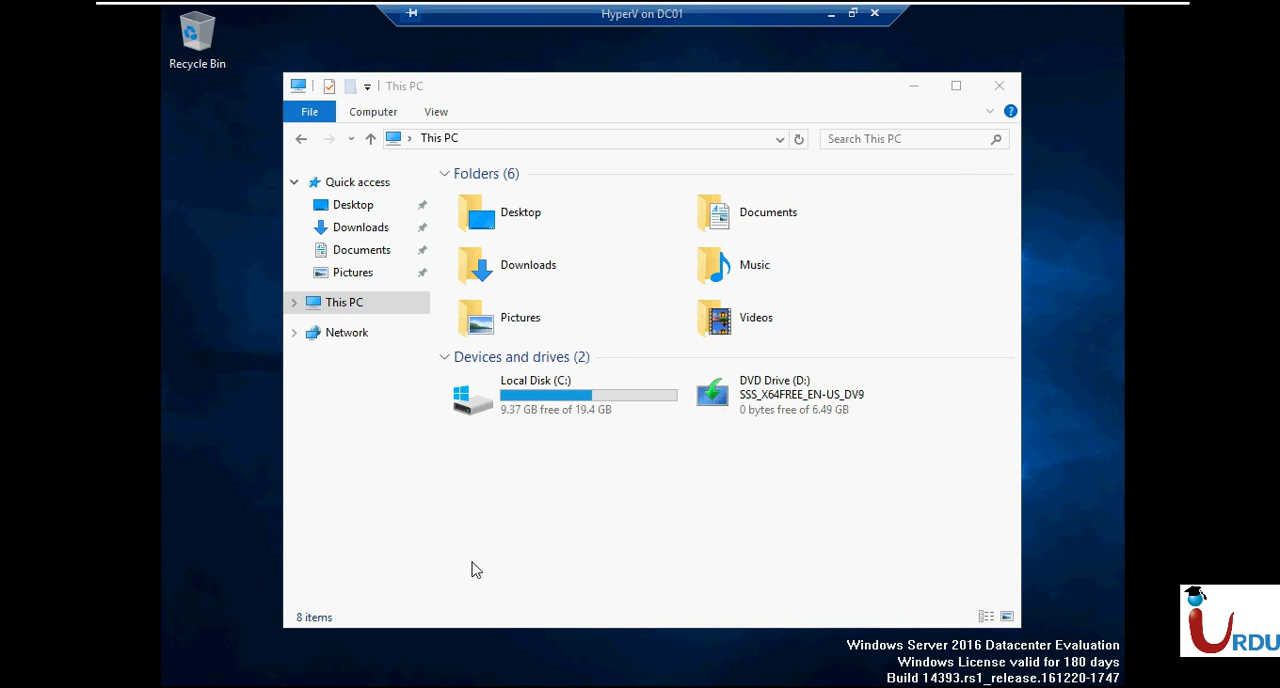 HyperV on DC01
Recycle Bin
This PC
File Computer View
This PC
Search This PC
Quick access
Desktop
Downloads
Documents
Pictures
This PC
Network
Folders (6)
Desktop
Documents
Downloads
Music
Pictures
Videos
Devices and drives (2)
Local Disk (C:)
9.37 GB free of 19.4 GB
DVD Drive (D:)
SSS_X64FREE_EN-US_DV9
0 bytes free of 6.49 GB
8 items
Windows Server 2016 Datacenter Evaluation
Windows License valid for 180 days
Build 14393.rs1_release.161220-1747
iURDU